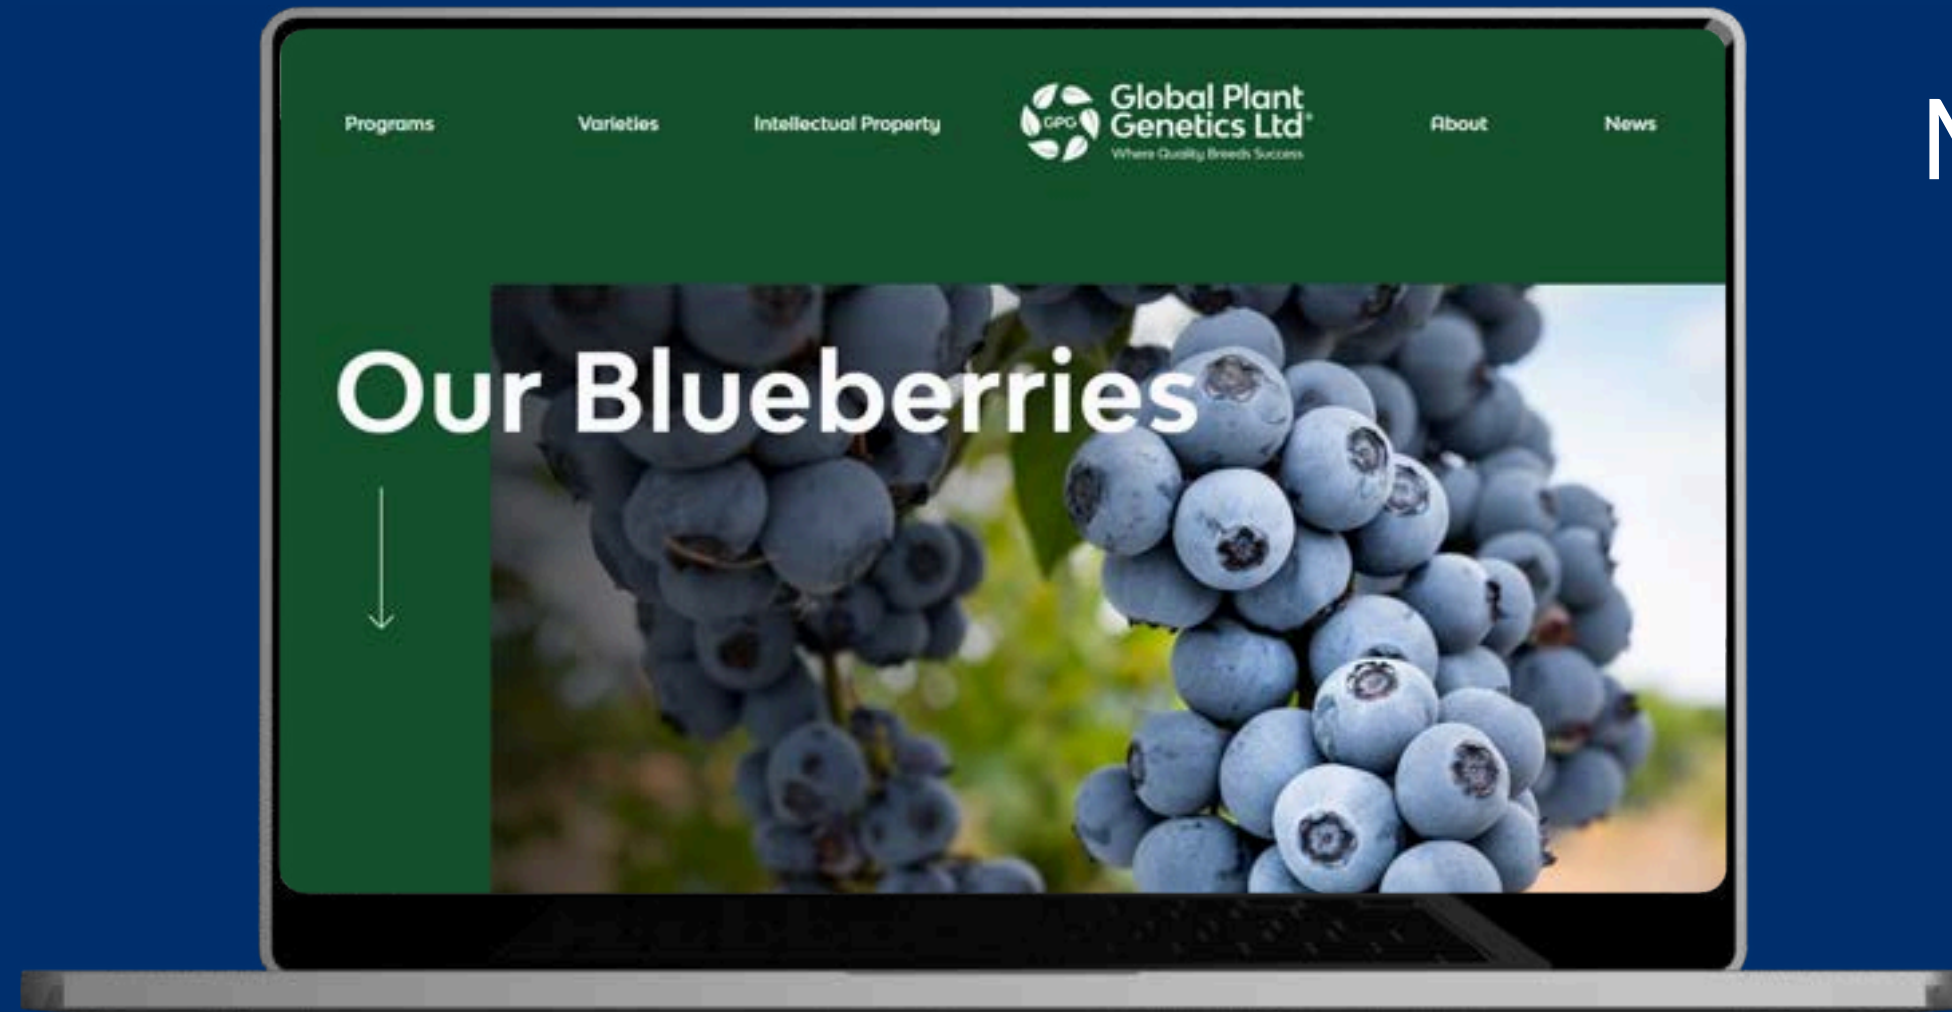 Programs
Varieties
Intellectual Property
GPG
Global Plant
Genetics Ltd
Where Quality Breeds Success
About
News
Our Blueberries
N